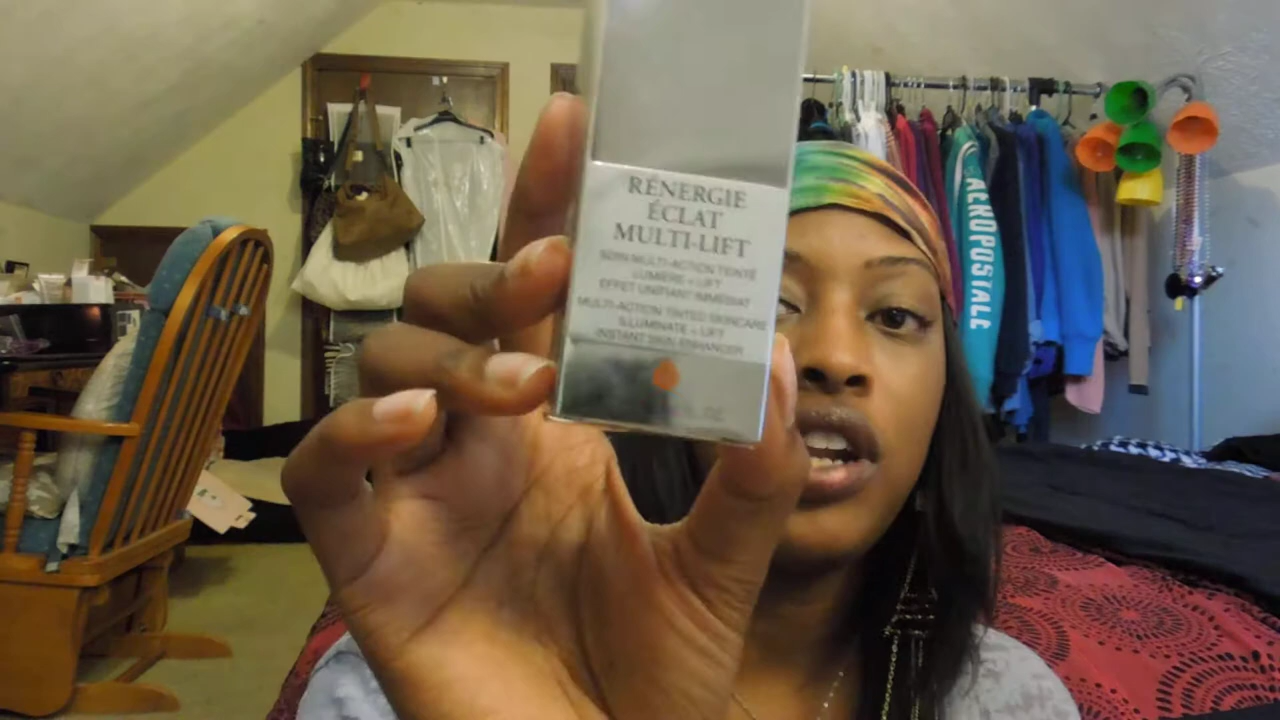 RÉNERGIE
ÉCLAT
MULTI-LIFT
SOIN MULTI-ACTION TEINTÉ
LUMIÈRE + LIFT
EFFET UNIFIANT IMMÉDIAT
MULTI-ACTION TINTED SKINCARE
ILLUMINATE + LIFT
INSTANT SKIN ENHANCER
AEROPOSTALE